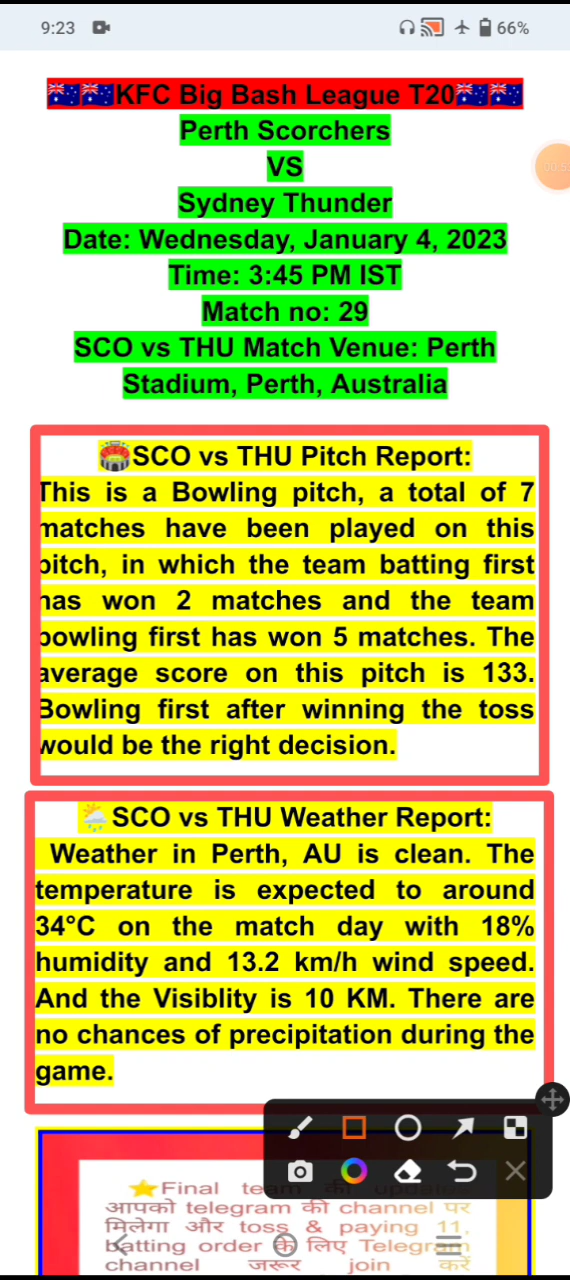 9:23
66%
🇦🇺🇦🇺KFC Big Bash League T20🇦🇺🇦🇺
Perth Scorchers
VS
Sydney Thunder
Date: Wednesday, January 4, 2023
Time: 3:45 PM IST
Match no: 29
SCO vs THU Match Venue: Perth
Stadium, Perth, Australia
🏟SCO vs THU Pitch Report:
This is a Bowling pitch, a total of 7
matches have been played on this
pitch, in which the team batting first
has won 2 matches and the team
bowling first has won 5 matches. The
average score on this pitch is 133.
Bowling first after winning the toss
would be the right decision.
🌦 SCO vs THU Weather Report:
Weather in Perth, AU is clean. The
temperature is expected to around
34°C on the match day with 18%
humidity and 13.2 km/h wind speed.
And the Visiblity is 10 KM. There are
no chances of precipitation during the
game.
⭐Final team की
आपको telegram की channel पर
मिलेगा और toss & paying 11,
batting order के लिए Telegram
channel जरूर join करें